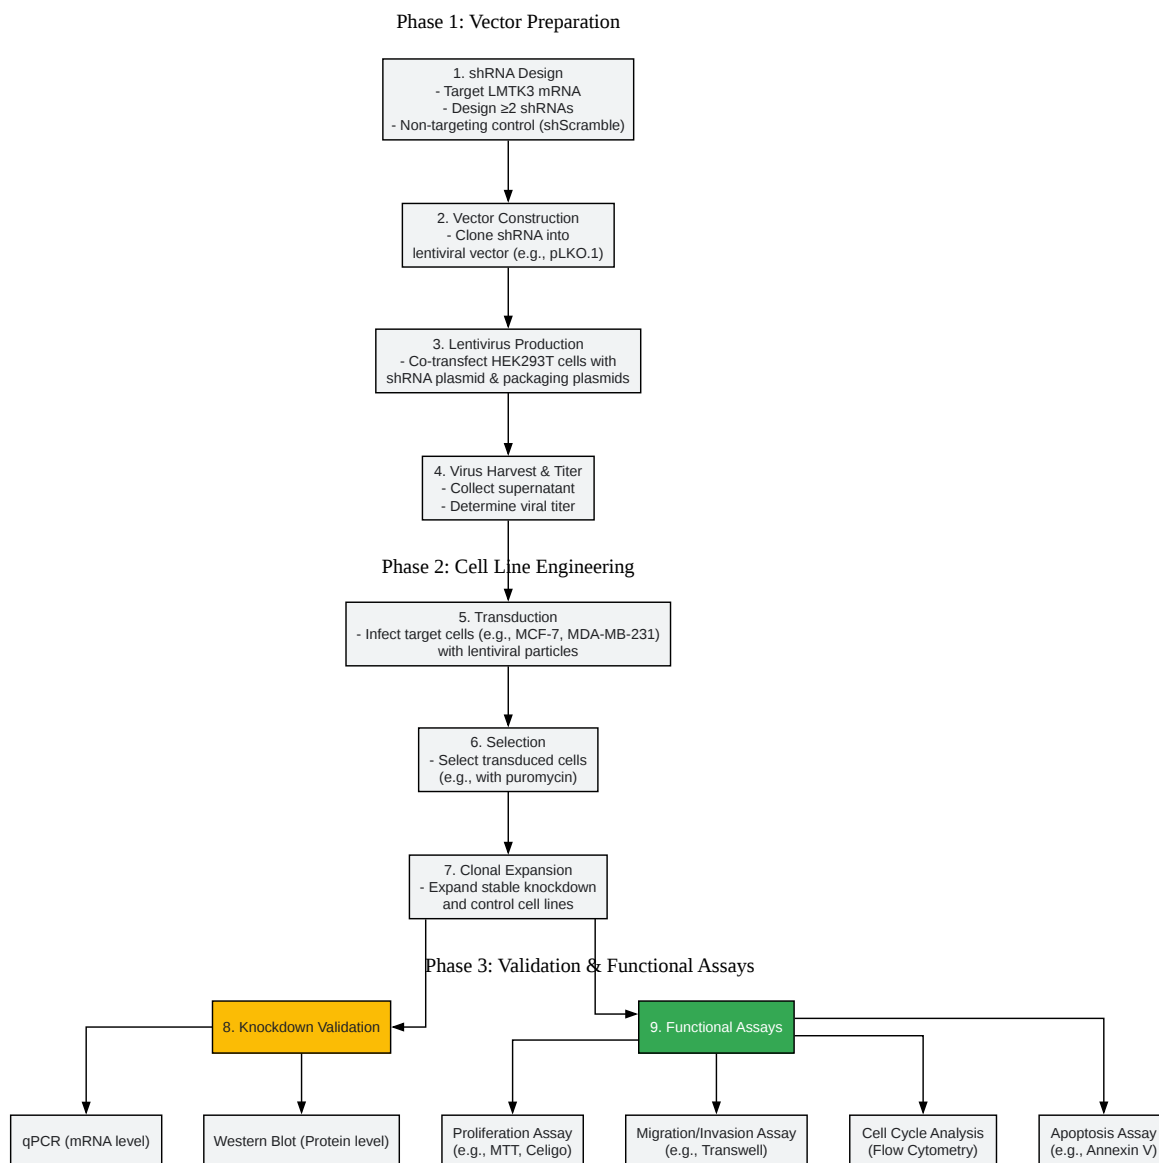 Phase 1: Vector Preparation
1. shRNA Design
- Target LMTK3 mRNA
- Design ≥2 shRNAs
- Non-targeting control (shScramble)
2. Vector Construction
- Clone shRNA into
lentiviral vector (e.g., pLKO.1)
3. Lentivirus Production
- Co-transfect HEK293T cells with
shRNA plasmid & packaging plasmids
4. Virus Harvest & Titer
- Collect supernatant
- Determine viral titer
Phase 2: Cell Line Engineering
5. Transduction
- Infect target cells (e.g., MCF-7, MDA-MB-231)
with lentiviral particles
6. Selection
- Select transduced cells
(e.g., with puromycin)
7. Clonal Expansion
- Expand stable knockdown
and control cell lines
Phase 3: Validation & Functional Assays
8. Knockdown Validation
9. Functional Assays
qPCR (mRNA level)
Western Blot (Protein level)
Proliferation Assay
(e.g., MTT, Celigo)
Migration/Invasion Assay
(e.g., Transwell)
Cell Cycle Analysis
(Flow Cytometry)
Apoptosis Assay
(e.g., Annexin V)